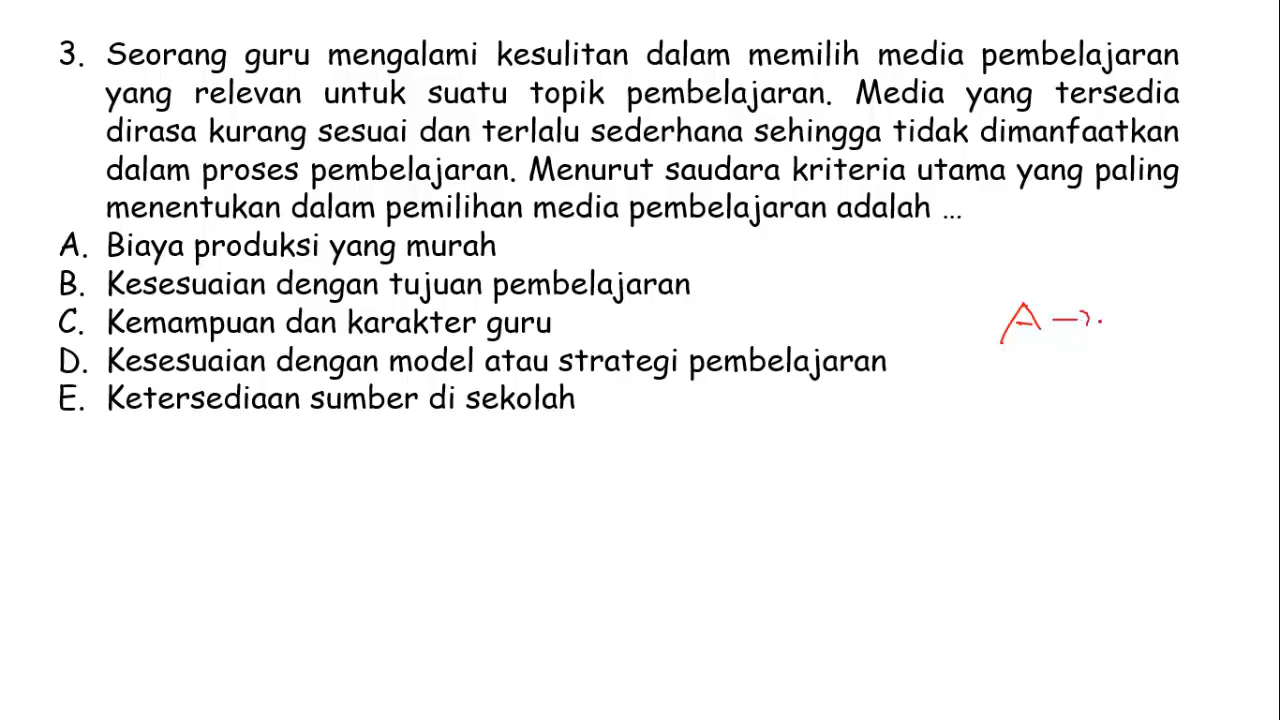 3. Seorang guru mengalami kesulitan dalam memilih media pembelajaran
yang relevan untuk suatu topik pembelajaran. Media yang tersedia
dirasa kurang sesuai dan terlalu sederhana sehingga tidak dimanfaatkan
dalam proses pembelajaran. Menurut saudara kriteria utama yang paling
menentukan dalam pemilihan media pembelajaran adalah ...
A. Biaya produksi yang murah
B. Kesesuaian dengan tujuan pembelajaran
C. Kemampuan dan karakter guru
D. Kesesuaian dengan model atau strategi pembelajaran
E. Ketersediaan sumber di sekolah
A →.